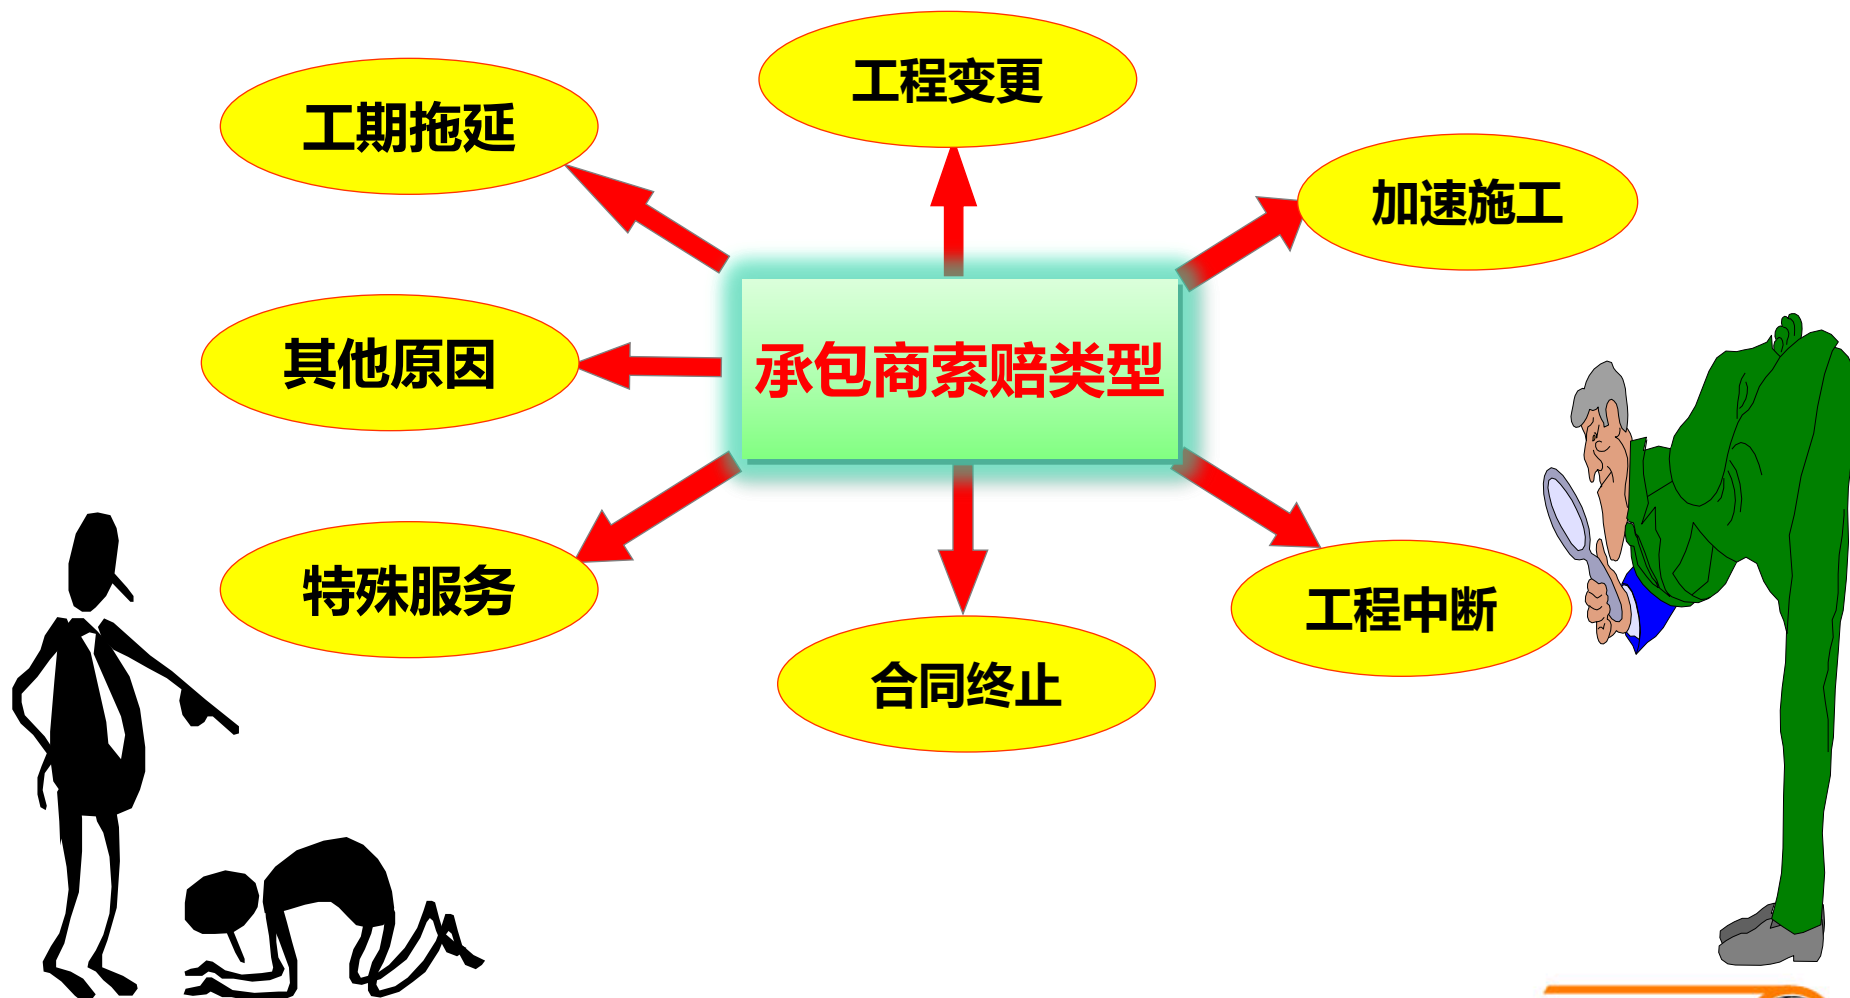 工程变更
工期拖延
加速施工
其他原因
承包商索赔类型
特殊服务
工程中断
合同终止